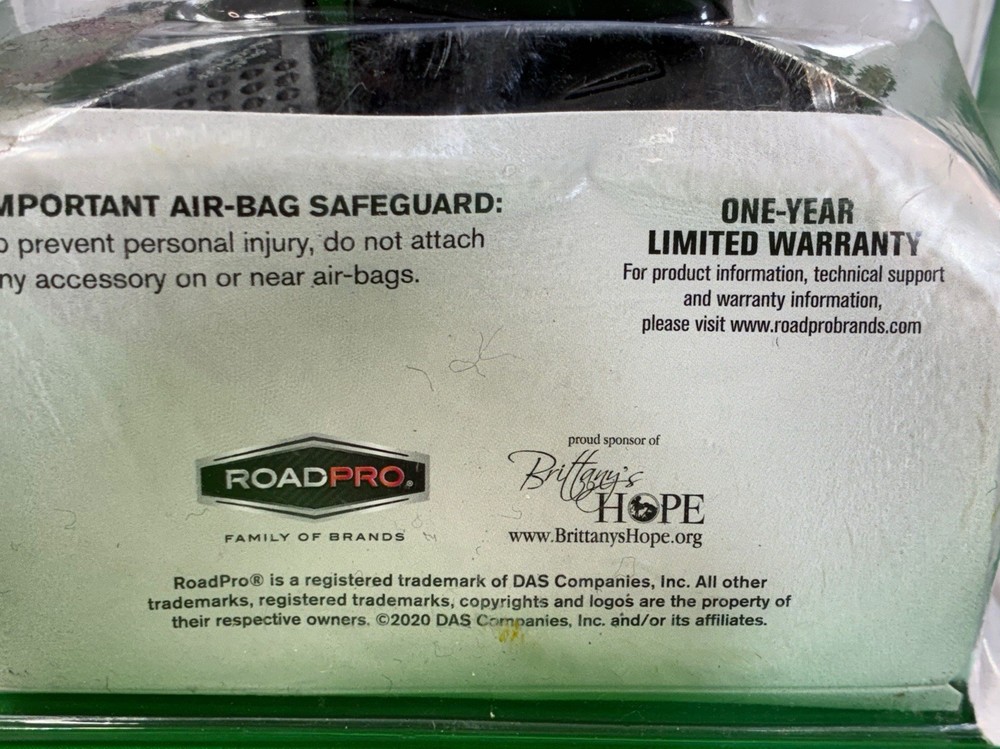 MPORTANT AIR-BAG SAFEGUARD:
o prevent personal injury, do not attach
ny accessory on or near air-bags.
ONE-YEAR
LIMITED WARRANTY
For product information, technical support
and warranty information,
please visit www.roadprobrands.com
ROADPRO®
FAMILY OF BRANDS
proud sponsor of
Brittany's
HOPE
www.BrittanysHope.org
RoadPro® is a registered trademark of DAS Companies, Inc. All other
trademarks, registered trademarks, copyrights and logos are the property of
their respective owners. ©2020 DAS Companies, Inc. and/or its affiliates.